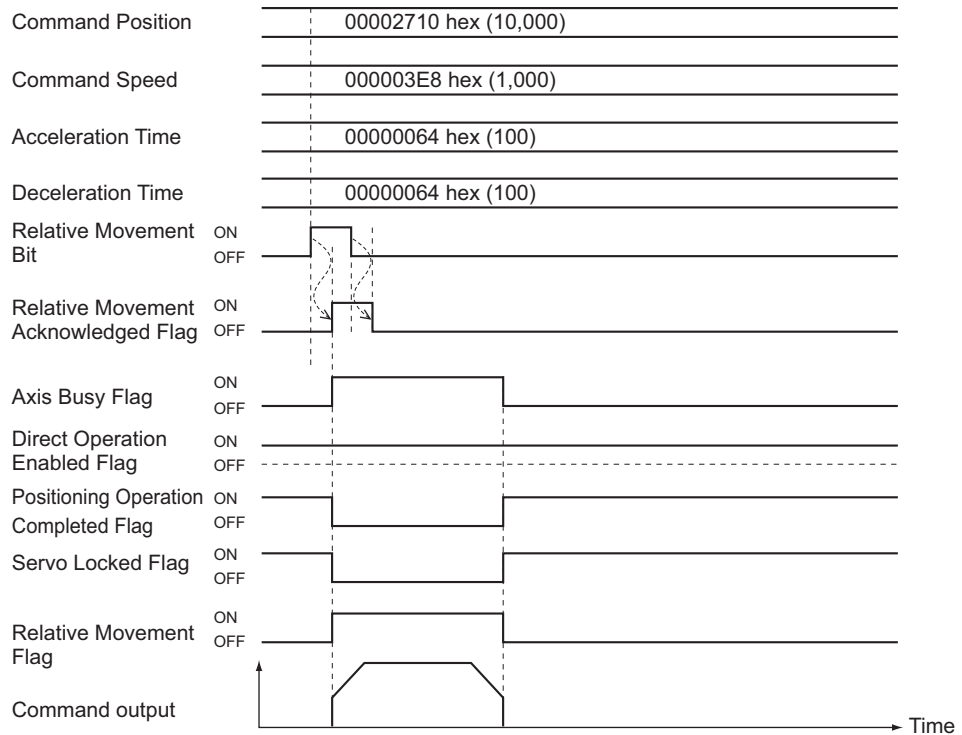 Command Position
00002710 hex (10,000)
Command Speed
000003E8 hex (1,000)
Acceleration Time
00000064 hex (100)
Deceleration Time
00000064 hex (100)
Relative Movement
Bit
ON
OFF
Relative Movement
Acknowledged Flag
ON
OFF
Axis Busy Flag
ON
OFF
Direct Operation
Enabled Flag
ON
OFF
Positioning Operation
Completed Flag
ON
OFF
Servo Locked Flag
ON
OFF
Relative Movement
Flag
ON
OFF
Command output
Time